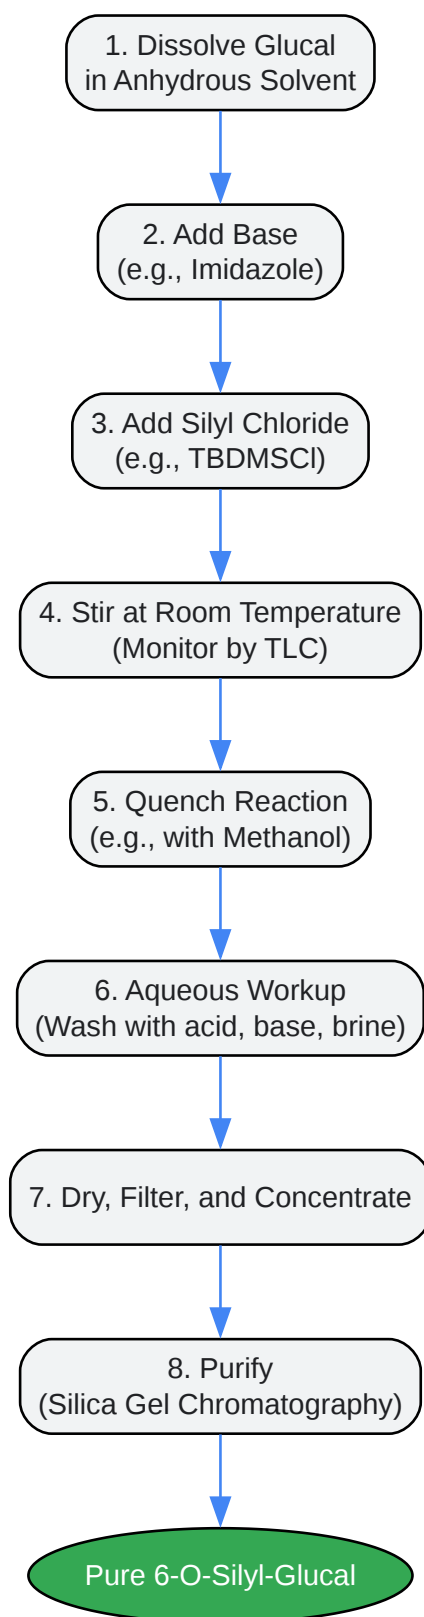 1. Dissolve Glucal
in Anhydrous Solvent
2. Add Base
(e.g., Imidazole)
3. Add Silyl Chloride
(e.g., TBDMSCl)
4. Stir at Room Temperature
(Monitor by TLC)
5. Quench Reaction
(e.g., with Methanol)
6. Aqueous Workup
(Wash with acid, base, brine)
7. Dry, Filter, and Concentrate
8. Purify
(Silica Gel Chromatography)
Pure 6-O-Silyl-Glucal